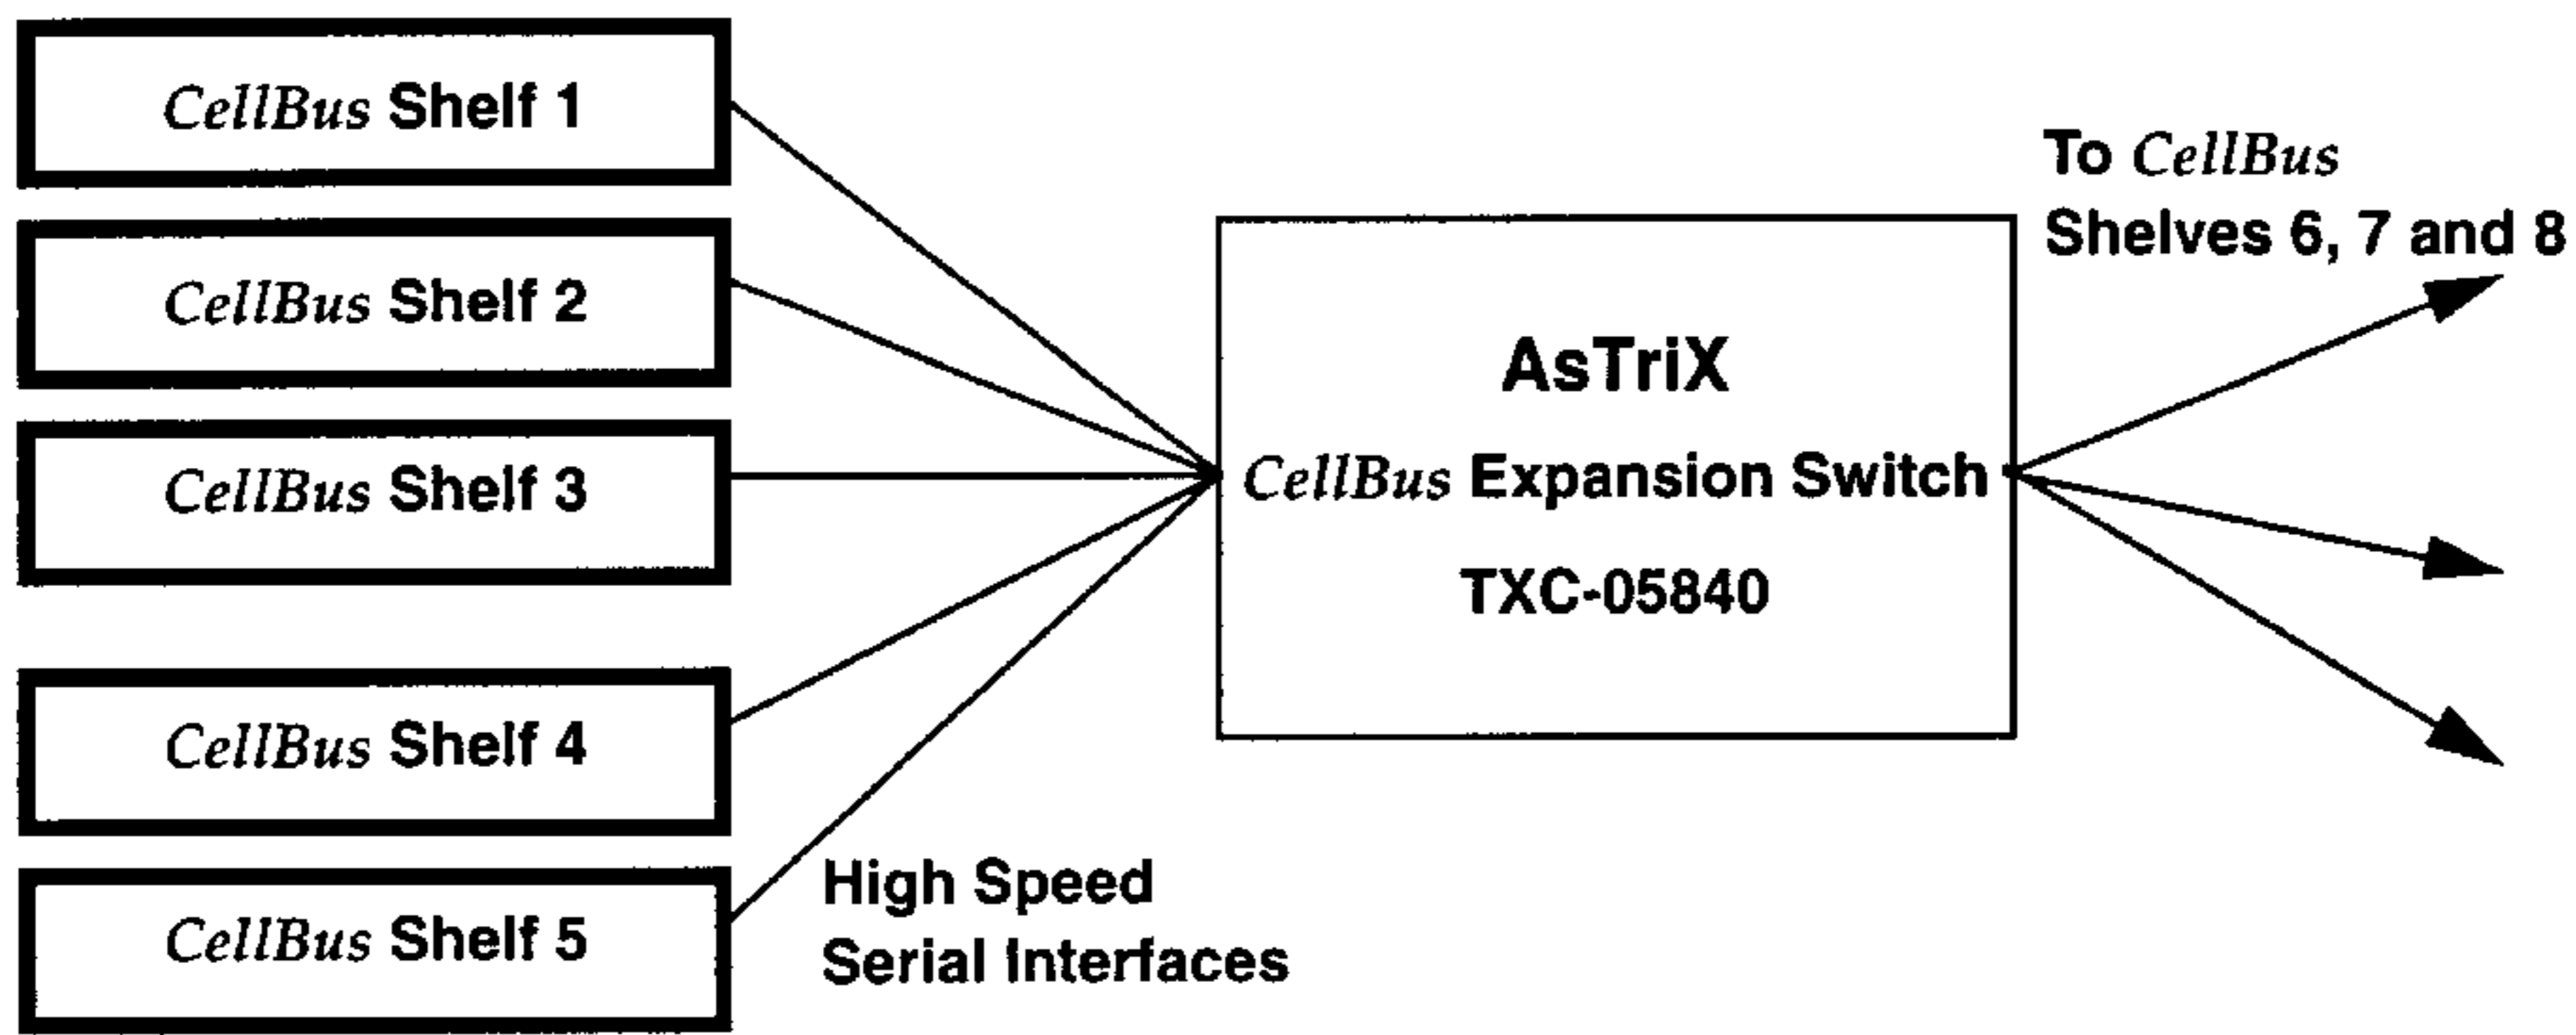 CellBus Shelf 1
CellBus Shelf 2
CellBus Shelf 3
CellBus Shelf 4
CellBus Shelf 5
High Speed
Serial Interfaces
AsTriX
CellBus Expansion Switch
TXC-05840
To CellBus
Shelves 6, 7 and 8